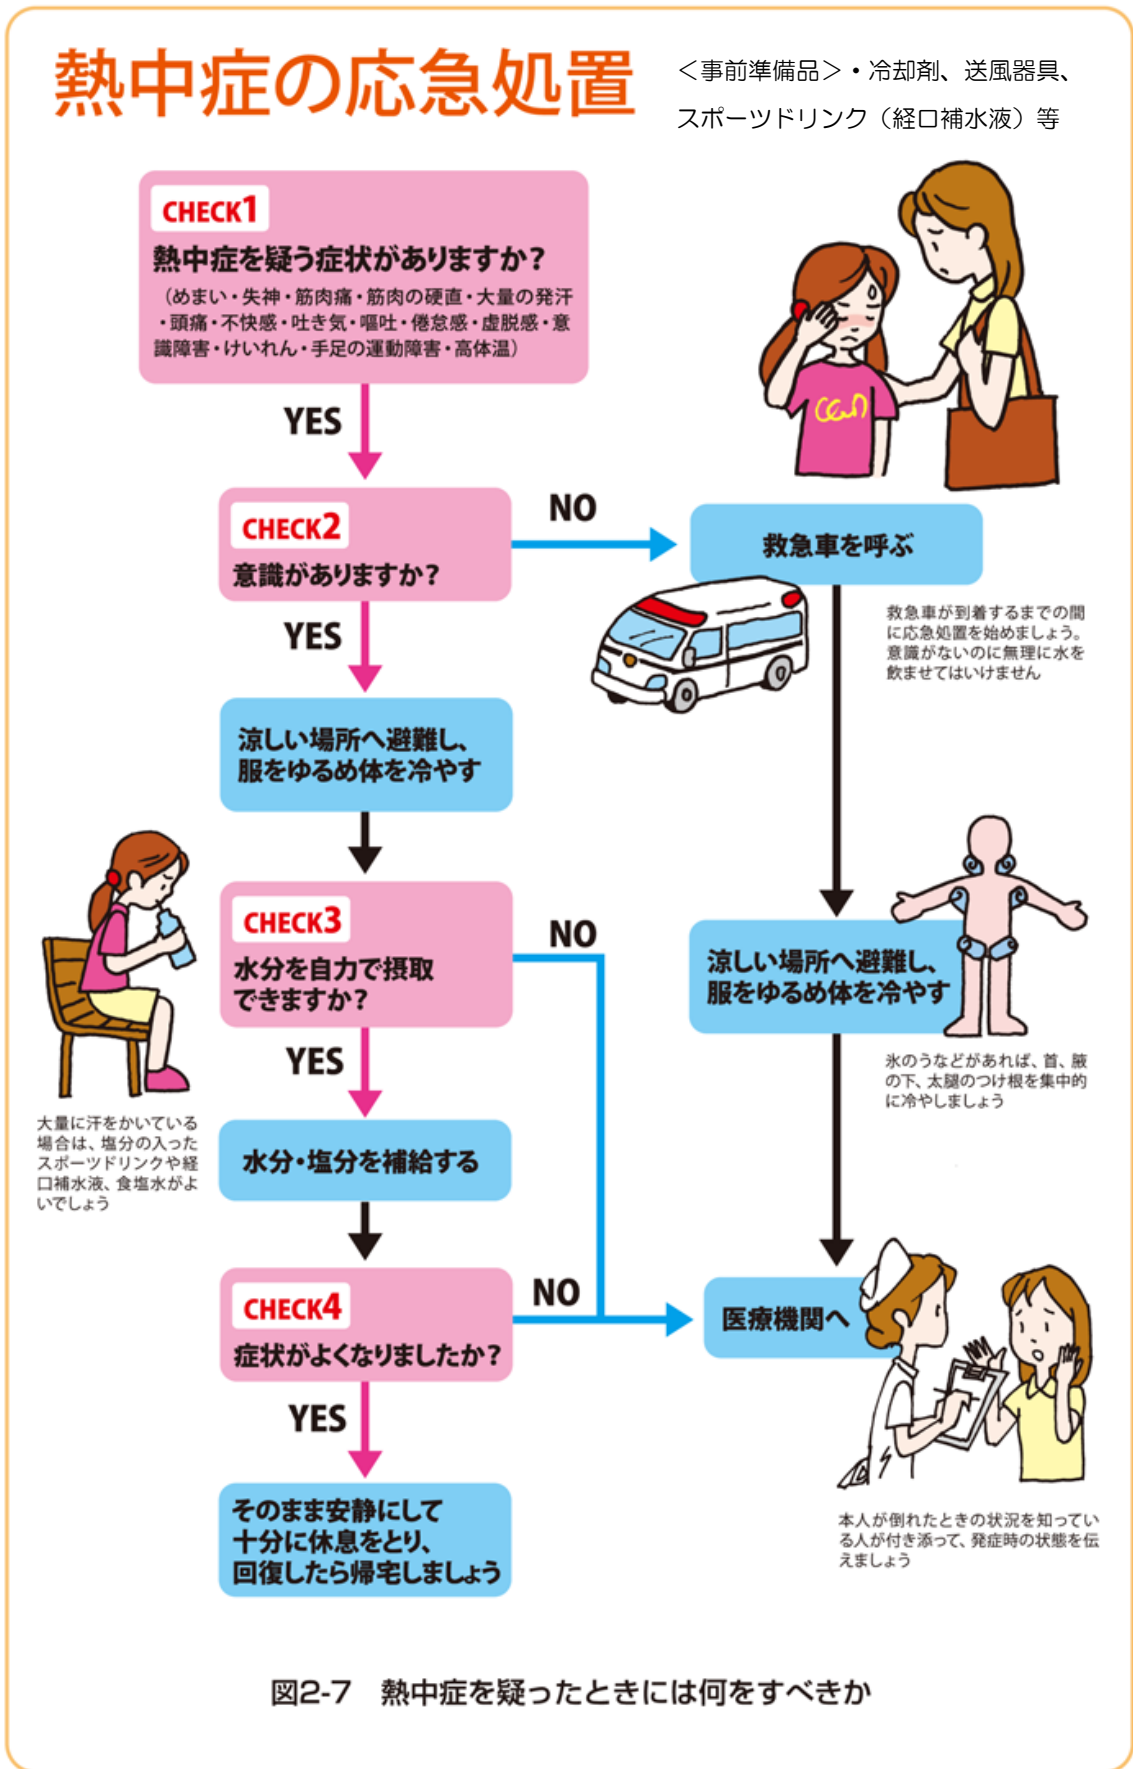 熱中症の応急処置
＜事前準備品＞・冷却剤、送風器具、
スポーツドリンク（経口補水液）等
CHECK1
熱中症を疑う症状がありますか？
（めまい・失神・筋肉痛・筋肉の硬直・大量の発汗
・頭痛・不快感・吐き気・嘔吐・倦怠感・虚脱感・意
識障害・けいれん・手足の運動障害・高体温）
YES
CHECK2
意識がありますか？
NO
救急車を呼ぶ
救急車が到着するまでの間
に応急処置を始めましょう。
意識がないのに無理に水を
飲ませてはいけません
YES
涼しい場所へ避難し、
服をゆるめ体を冷やす
CHECK3
水分を自力で摂取
できますか？
NO
涼しい場所へ避難し、
服をゆるめ体を冷やす
氷のうなどがあれば、首、腋
の下、太腿のつけ根を集中的
に冷やしましょう
YES
大量に汗をかいている
場合は、塩分の入った
スポーツドリンクや経
口補水液、食塩水がよ
いでしょう
水分・塩分を補給する
CHECK4
症状がよくなりましたか？
NO
医療機関へ
YES
本人が倒れたときの状況を知ってい
る人が付き添って、発症時の状態を伝
えましょう
そのまま安静にして
十分に休息をとり、
回復したら帰宅しましょう
図2-7　熱中症を疑ったときには何をすべきか